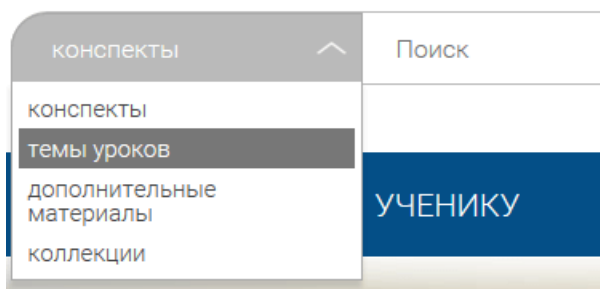 конспекты
Поиск
конспекты
темы уроков
дополнительные
материалы
коллекции
УЧЕНИКУ